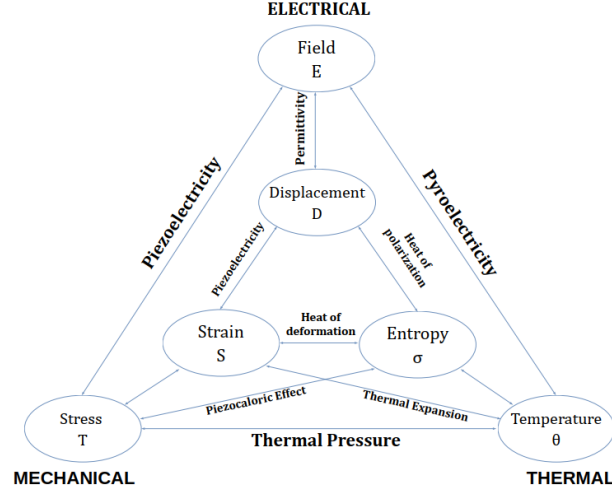 ELECTRICAL
Field
E
Permittivity
Piezoelectricity
Pyroelectricity
Displacement
D
Piezoelectricity
Heat of
polarization
Strain
S
Heat of
deformation
Entropy
σ
Piezocaloric Effect
Thermal Expansion
Stress
T
Thermal Pressure
Temperature
θ
MECHANICAL
THERMAL